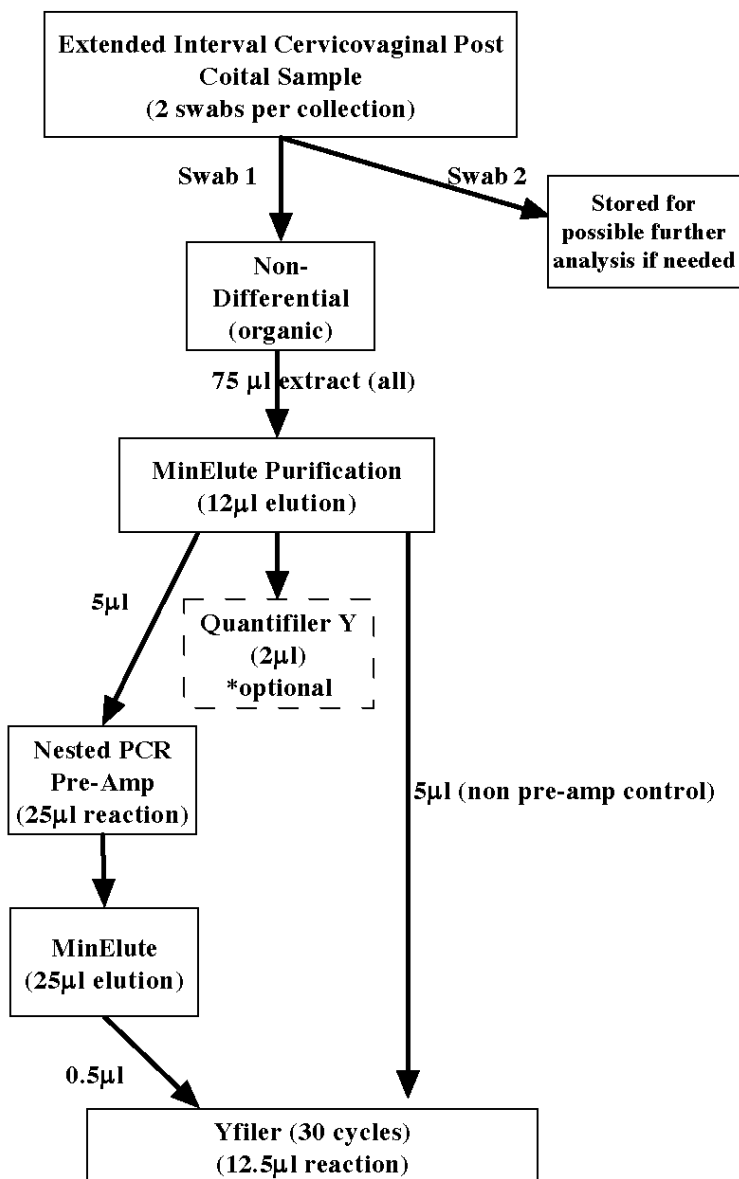 Extended Interval Cervicovaginal Post
Coital Sample
(2 swabs per collection)
Swab 1
Swab 2
Stored for
possible further
analysis if needed
Non-
Differential
(organic)
75 μl extract (all)
MinElute Purification
(12μl elution)
5μl
Quantifiler Y
(2μl)
*optional
Nested PCR
Pre-Amp
(25μl reaction)
5μl (non pre-amp control)
MinElute
(25μl elution)
0.5μl
Yfiler (30 cycles)
(12.5μl reaction)